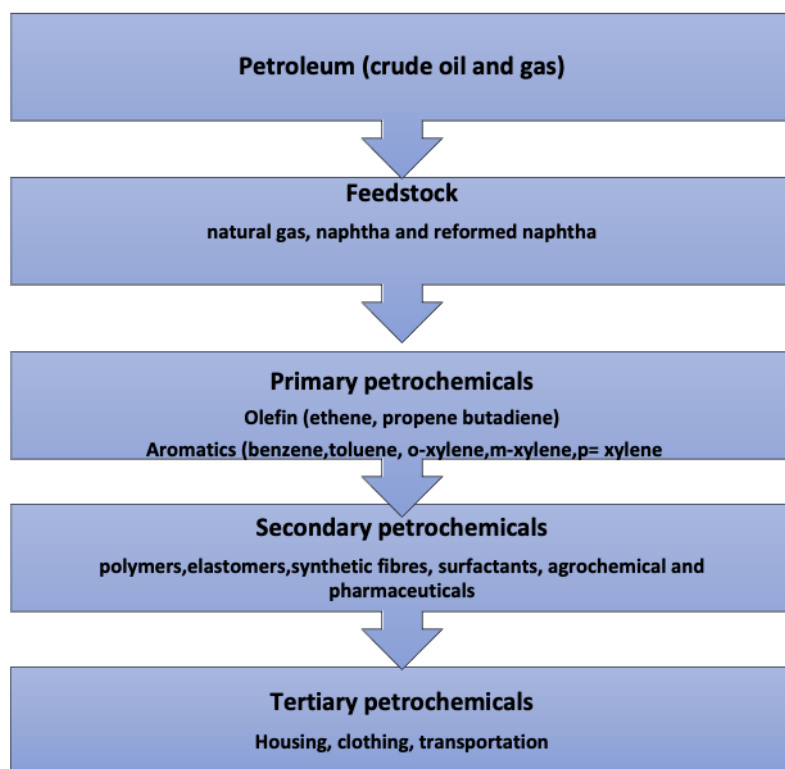 Petroleum (crude oil and gas)
Feedstock
natural gas, naphtha and reformed naphtha
Primary petrochemicals
Olefin (ethene, propene butadiene)
Aromatics (benzene,toluene, o-xylene,m-xylene,p= xylene
Secondary petrochemicals
polymers,elastomers,synthetic fibres, surfactants, agrochemical and
pharmaceuticals
Tertiary petrochemicals
Housing, clothing, transportation